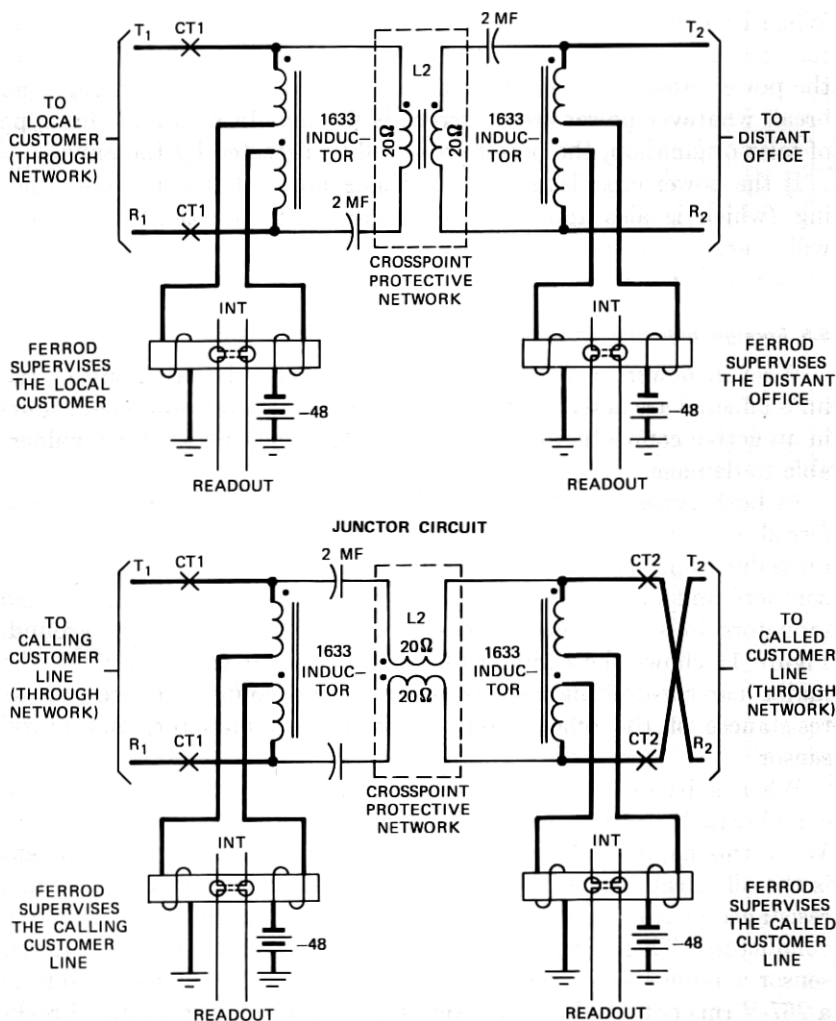 T1 CT1
2 MF
T2
L2
TO
LOCAL
CUSTOMER
(THROUGH
NETWORK)
1633
INDUC–
TOR
20Ω
20Ω
1633
INDUC–
TOR
TO
DISTANT
OFFICE
2 MF
R1 CT1
R2
CROSSPOINT
PROTECTIVE
NETWORK
INT
INT
FERROD
SUPERVISES
THE LOCAL
CUSTOMER
FERROD
SUPERVISES
THE DISTANT
OFFICE
–48
–48
READOUT
READOUT
JUNCTOR CIRCUIT
T1 CT1
2 MF
CT2 T2
L2
TO
CALLING
CUSTOMER
LINE
(THROUGH
NETWORK)
1633
INDUC–
TOR
20Ω
20Ω
1633
INDUC–
TOR
TO
CALLED
CUSTOMER
LINE
(THROUGH
NETWORK)
R1 CT1
CT2 R2
CROSSPOINT
PROTECTIVE
NETWORK
INT
INT
FERROD
SUPERVISES
THE CALLING
CUSTOMER
LINE
FERROD
SUPERVISES
THE CALLED
CUSTOMER
LINE
–48
–48
READOUT
READOUT